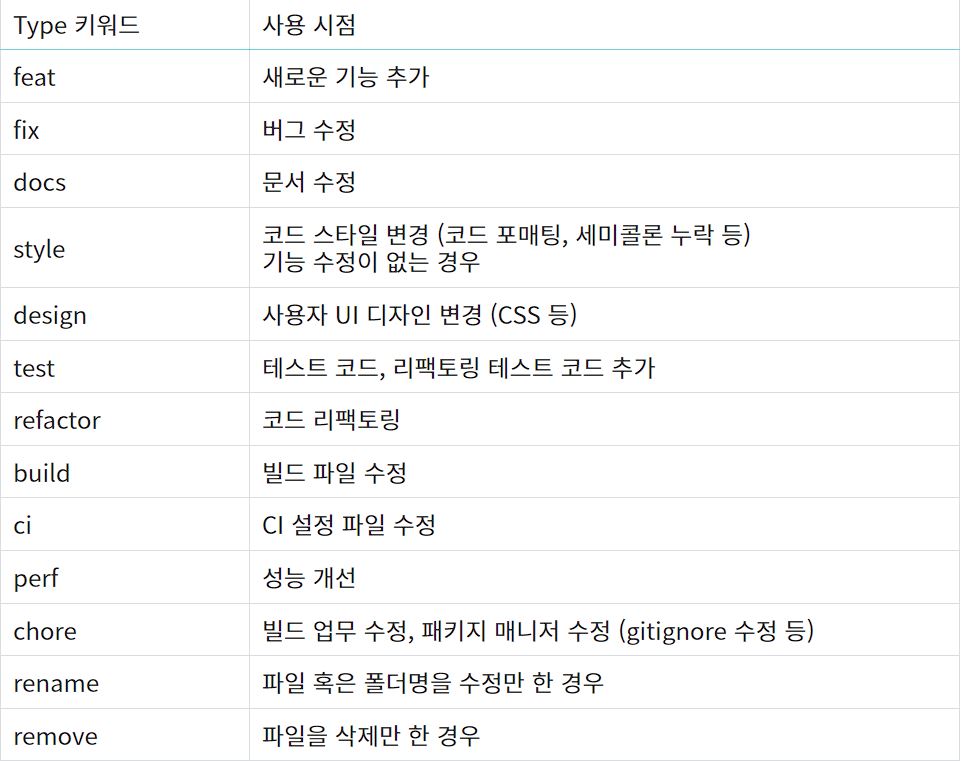 Type 키워드 사용 시점
feat 새로운 기능 추가
fix 버그 수정
docs 문서 수정
style 코드 스타일 변경 (코드 포매팅, 세미콜론 누락 등)
기능 수정이 없는 경우
design 사용자 UI 디자인 변경 (CSS 등)
test 테스트 코드, 리팩토링 테스트 코드 추가
refactor 코드 리팩토링
build 빌드 파일 수정
ci CI 설정 파일 수정
perf 성능 개선
chore 빌드 업무 수정, 패키지 매니저 수정 (gitignore 수정 등)
rename 파일 혹은 폴더명을 수정만 한 경우
remove 파일을 삭제만 한 경우